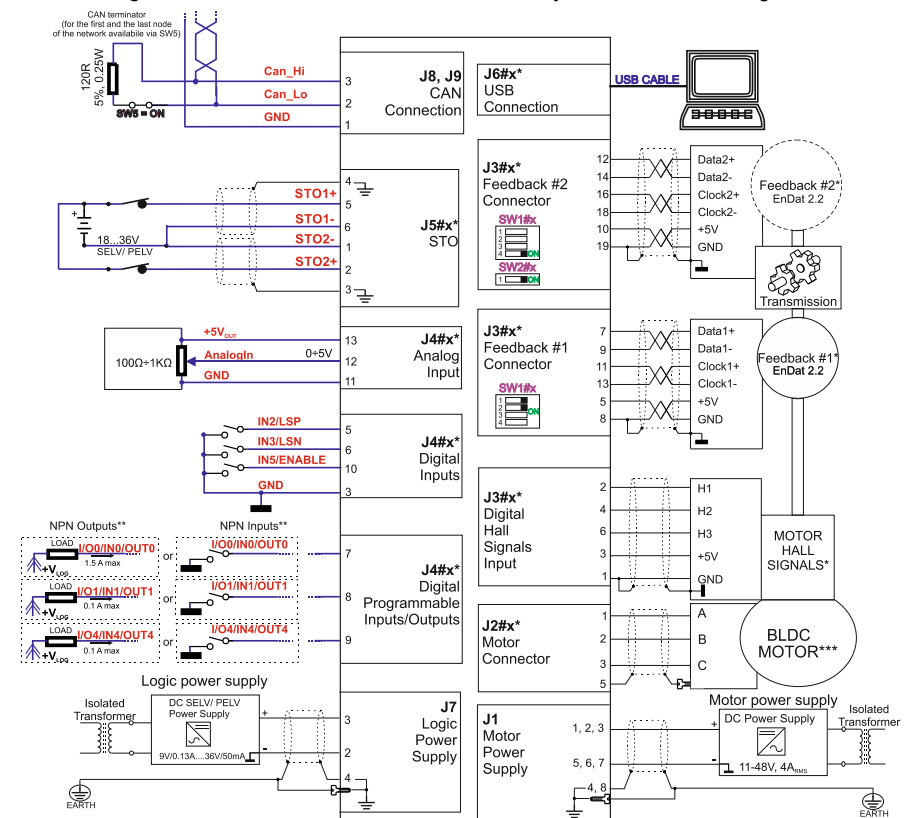 CAN terminator
(for the first and the last node
of the network availabile via SW5)
120R
5%, 0.25W
SW5 = ON
Can_Hi
Can_Lo
GND
3
2
1
J8, J9
CAN
Connection
J6#x*
USB
Connection
USB CABLE
STO1+
STO1-
STO2-
STO2+
+
18...36V
SELV/ PELV
4
5
6
1
2
3
J5#x*
STO
J3#x*
Feedback #2
Connector
SW1#x
1
2
3
4
ON
SW2#x
1
ON
12
14
16
18
10
19
Data2+
Data2-
Clock2+
Clock2-
+5V
GND
Feedback #2*
EnDat 2.2
Transmission
100Ω÷1KΩ
+5VOUT
AnalogIn
0÷5V
GND
13
12
11
J4#x*
Analog
Input
J3#x*
Feedback #1
Connector
SW1#x
1
2
3
4
ON
7
9
11
13
5
8
Data1+
Data1-
Clock1+
Clock1-
+5V
GND
Feedback #1*
EnDat 2.2
IN2/LSP
IN3/LSN
IN5/ENABLE
GND
5
6
10
3
J4#x*
Digital
Inputs
J3#x*
Digital
Hall
Signals
Input
2
4
6
3
1
H1
H2
H3
+5V
GND
MOTOR
HALL
SIGNALS*
NPN Outputs**
NPN Inputs**
LOAD
I/O0/IN0/OUT0
+VLOG
1.5 A max
or
I/O0/IN0/OUT0
7
LOAD
I/O1/IN1/OUT1
+VLOG
0.1 A max
or
I/O1/IN1/OUT1
8
LOAD
I/O4/IN4/OUT4
+VLOG
0.1 A max
or
I/O4/IN4/OUT4
9
J4#x*
Digital
Programmable
Inputs/Outputs
J2#x*
Motor
Connector
1
2
3
5
A
B
C
BLDC
MOTOR***
Logic power supply
Isolated
Transformer
DC SELV/ PELV
Power Supply
+
-
9V/0.13A....36V/50mA
3
2
4
EARTH
J7
Logic
Power
Supply
J1
Motor
Power
Supply
1, 2, 3
5, 6, 7
4, 8
Motor power supply
DC Power Supply
+
-
11-48V, 4ARMS
Isolated
Transformer
EARTH